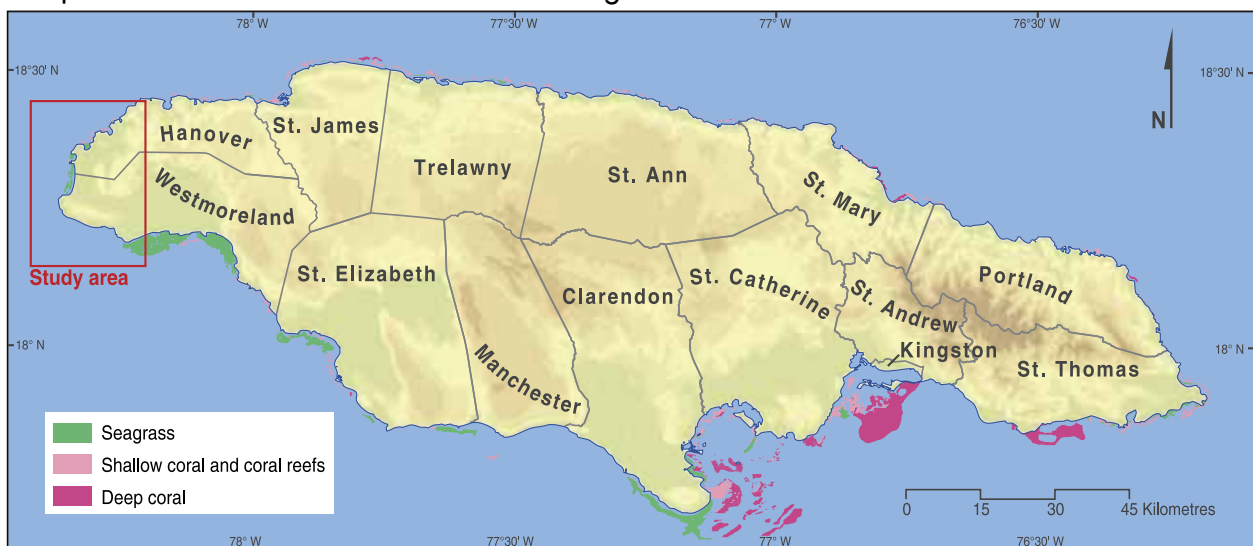 78° W
77°30' W
77° W
76°30' W
18°30' N
18°30' N
N
Hanover
St. James
Trelawny
St. Ann
St. Mary
Westmoreland
Portland
Study area
St. Elizabeth
Clarendon
St. Catherine
St. Andrew
18° N
18° N
Manchester
Kingston
St. Thomas
Seagrass
Shallow coral and coral reefs
Deep coral
0 15 30 45 Kilometres
78° W
77°30' W
77° W
76°30' W